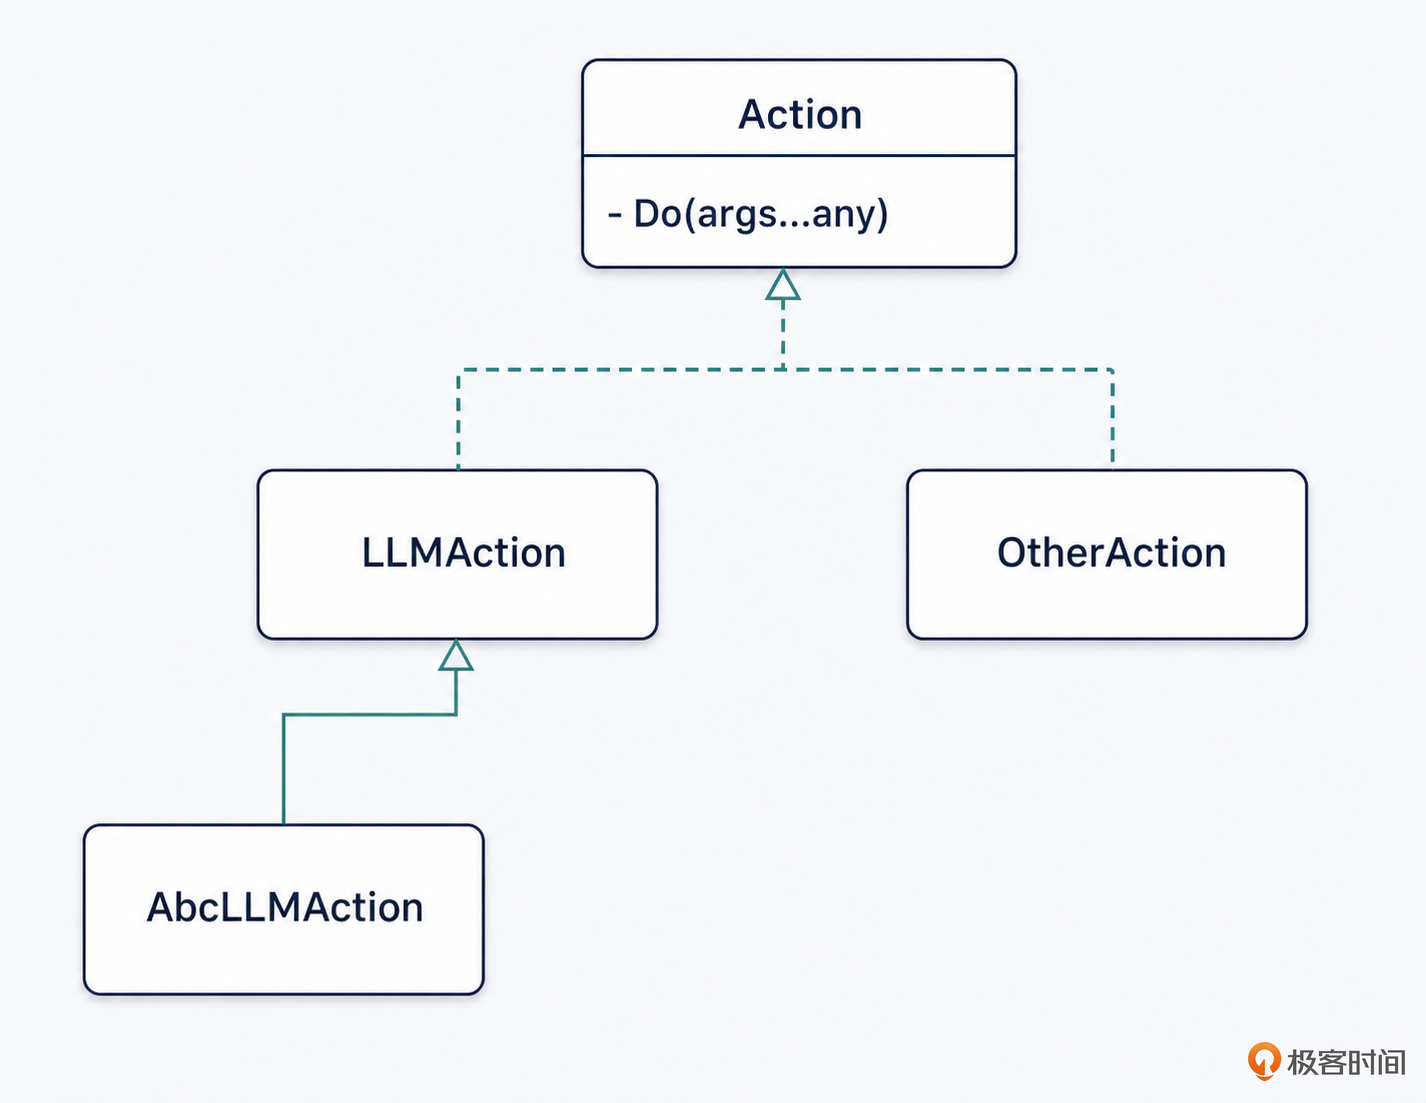 Action
- Do(args...any)
LLMAction
OtherAction
AbcLLMAction
极客时间